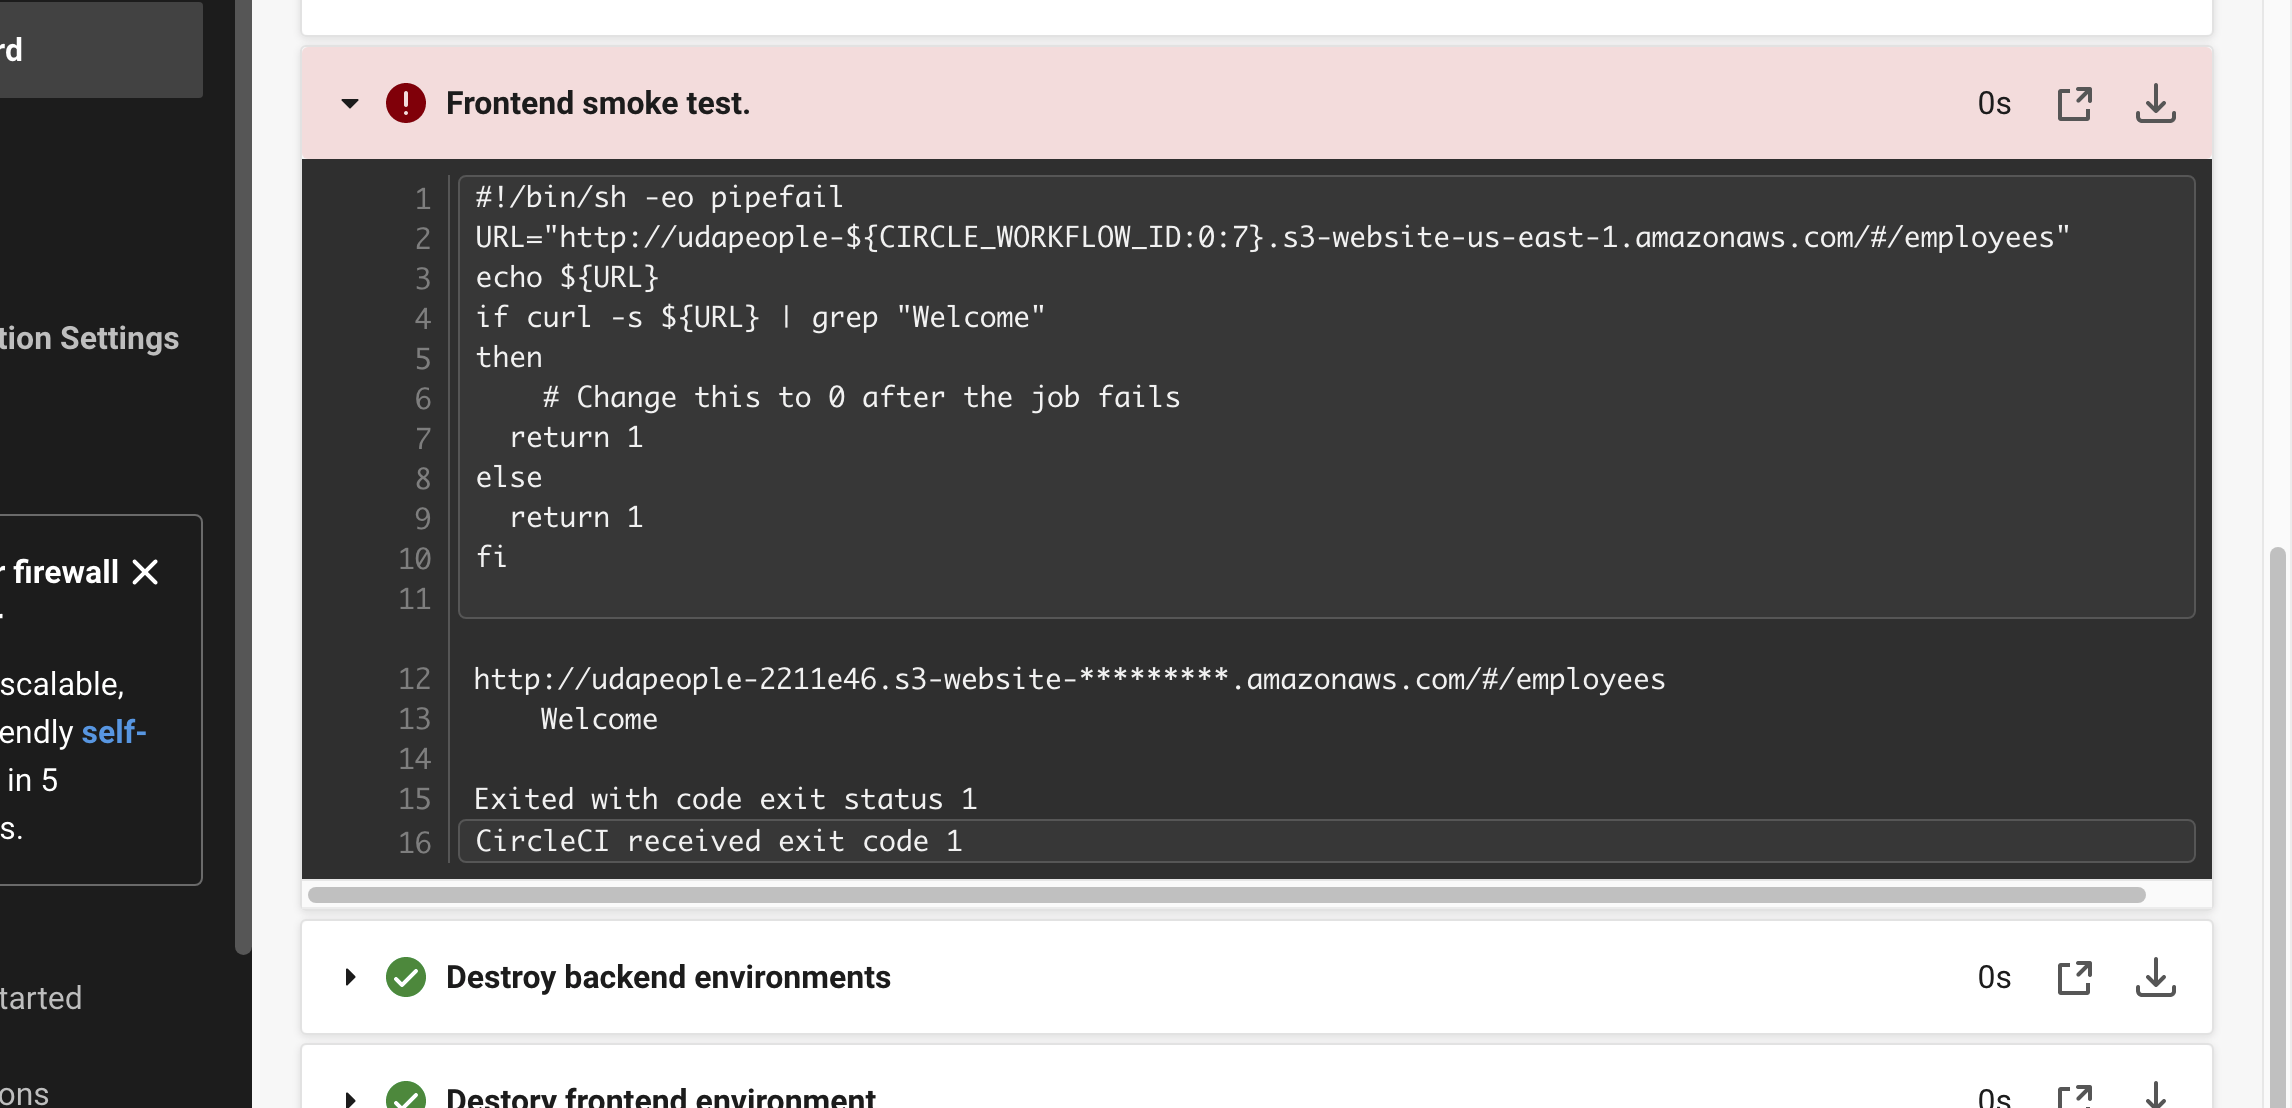 rd
tion Settings
r firewall
scalable,
endly self-
in 5
s.
tarted
ons
Frontend smoke test.
0s
1 #!/bin/sh -eo pipefail
2 URL="http://udapeople-${CIRCLE_WORKFLOW_ID:0:7}.s3-website-us-east-1.amazonaws.com/#/employees"
3 echo ${URL}
4 if curl -s ${URL} | grep "Welcome"
5 then
6     # Change this to 0 after the job fails
7   return 1
8 else
9   return 1
10 fi
11
12 http://udapeople-2211e46.s3-website-*********.amazonaws.com/#/employees
13     Welcome
14
15 Exited with code exit status 1
16 CircleCI received exit code 1
Destroy backend environments
0s
Destory frontend environment
0s